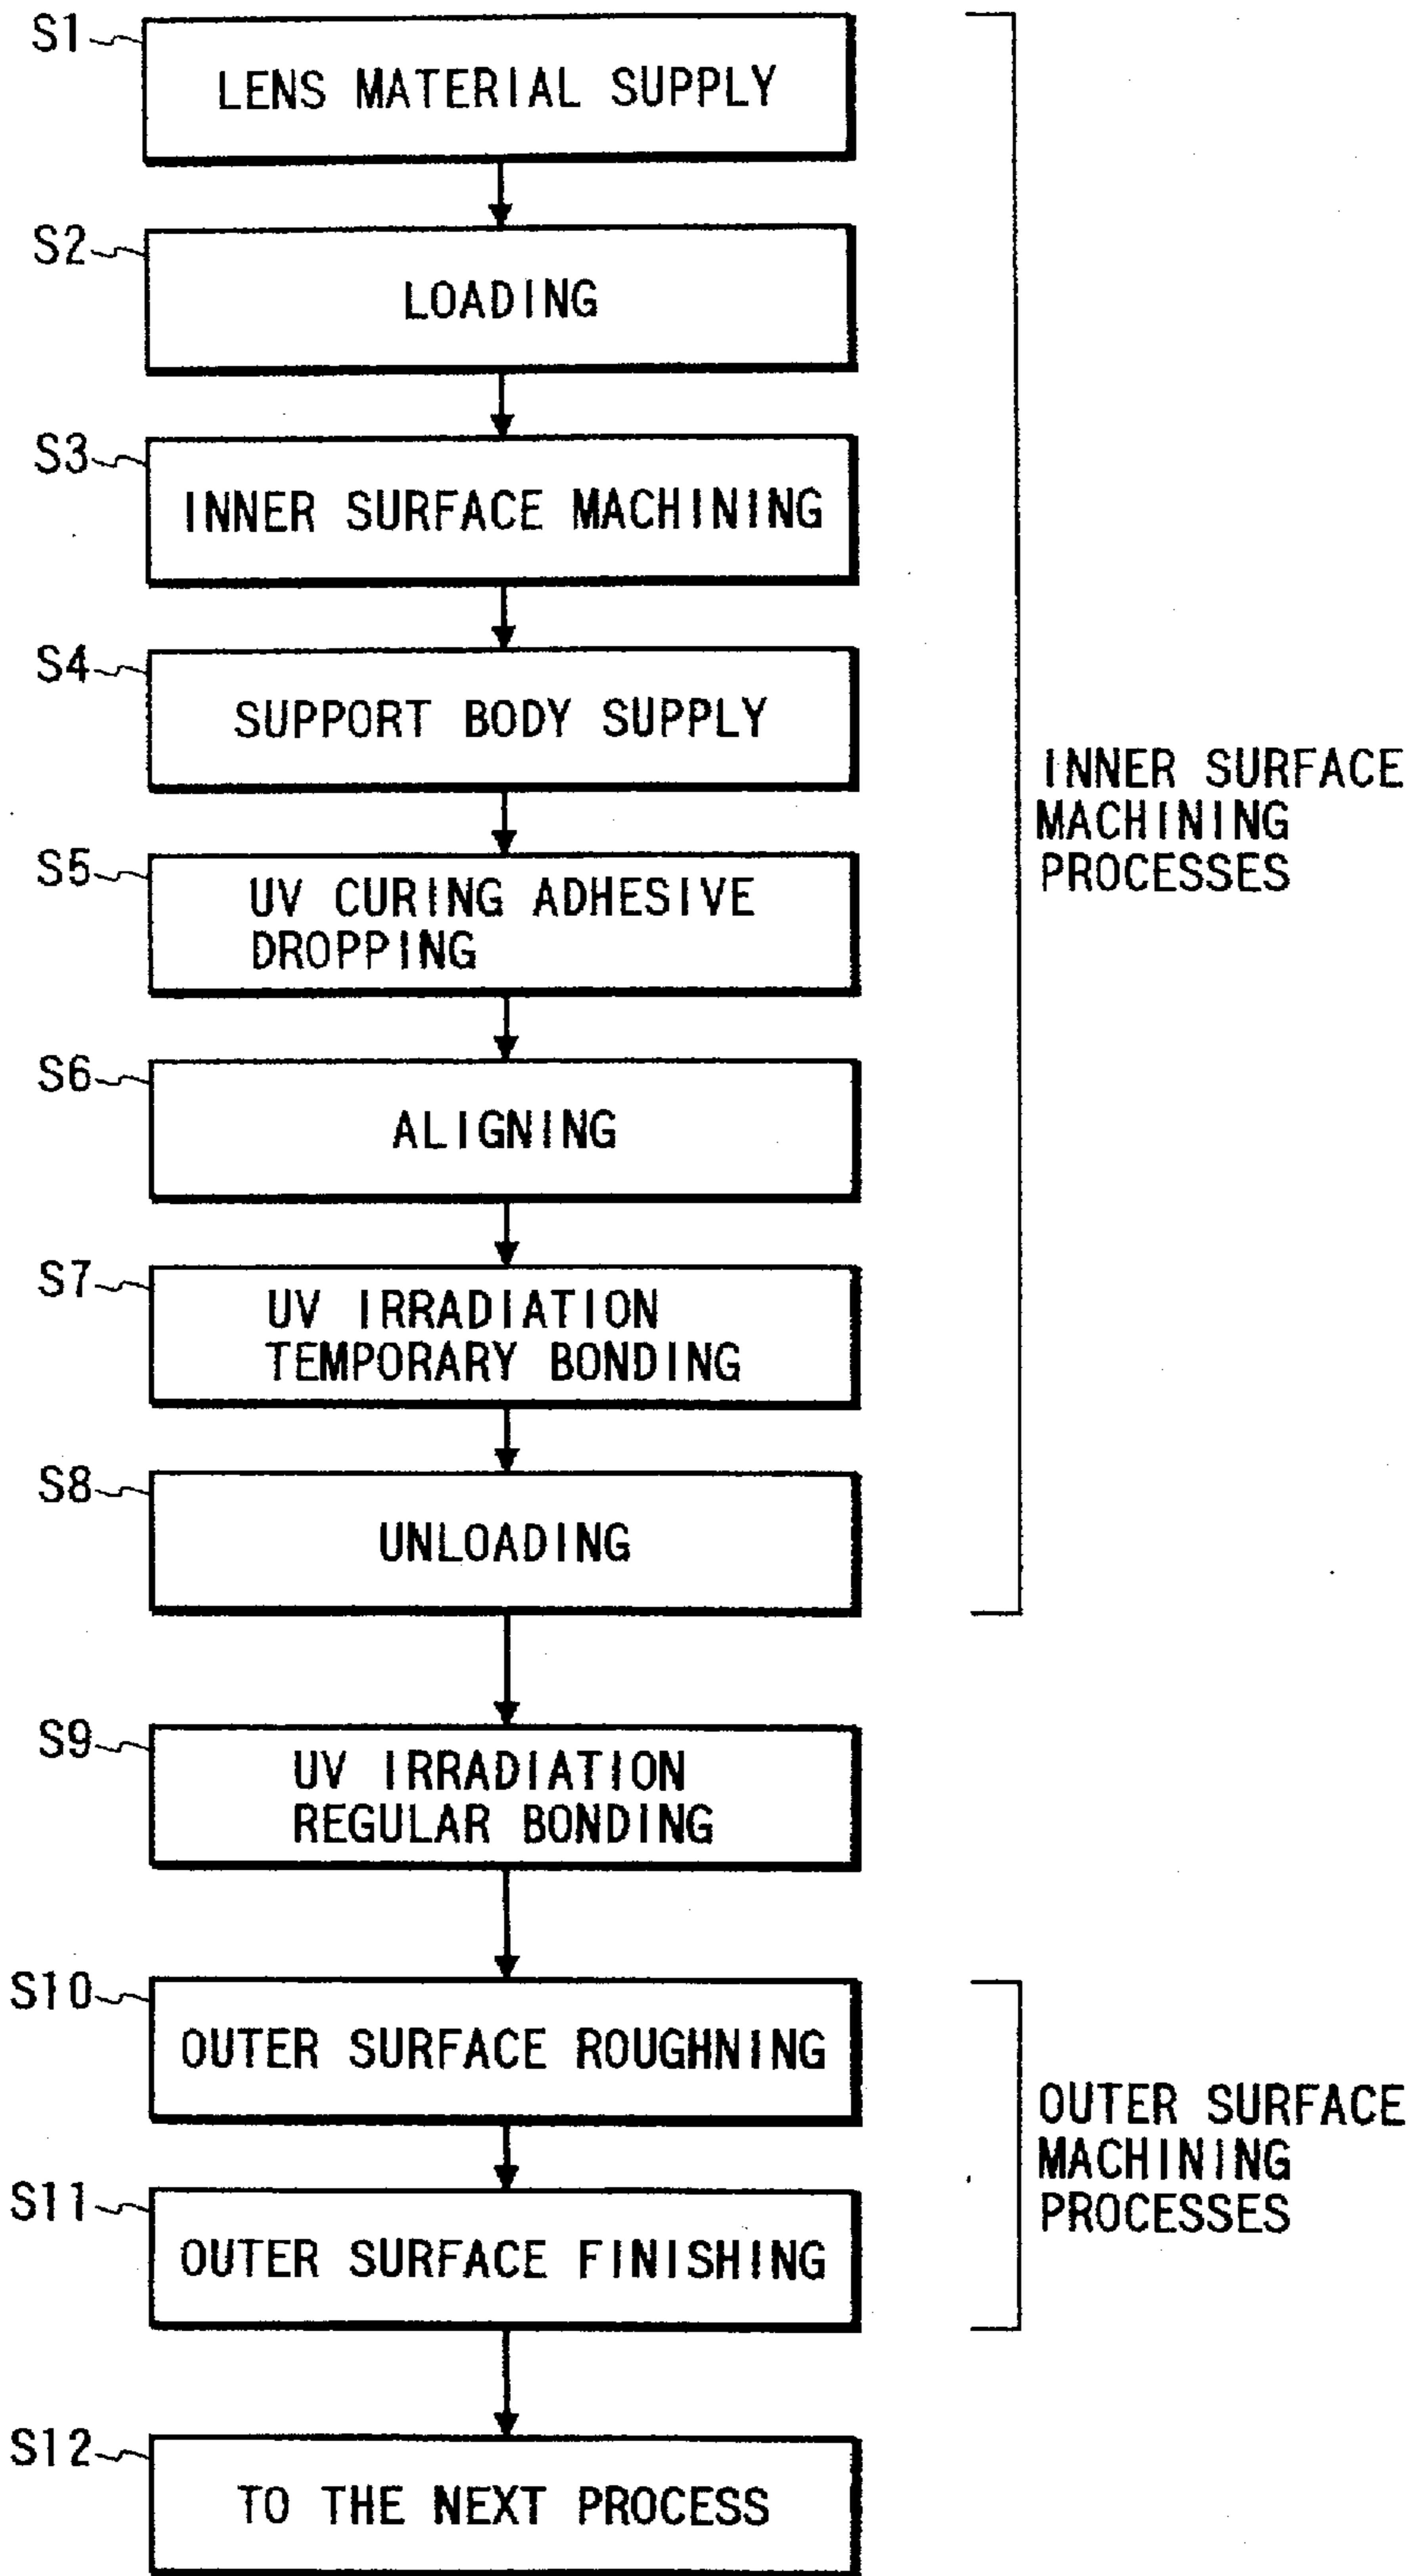 S1
LENS MATERIAL SUPPLY
S2
LOADING
S3
INNER SURFACE MACHINING
S4
SUPPORT BODY SUPPLY
INNER SURFACE
MACHINING
PROCESSES
S5
UV CURING ADHESIVE
DROPPING
S6
ALIGNING
S7
UV IRRADIATION
TEMPORARY BONDING
S8
UNLOADING
S9
UV IRRADIATION
REGULAR BONDING
S10
OUTER SURFACE ROUGHNING
OUTER SURFACE
MACHINING
PROCESSES
S11
OUTER SURFACE FINISHING
S12
TO THE NEXT PROCESS